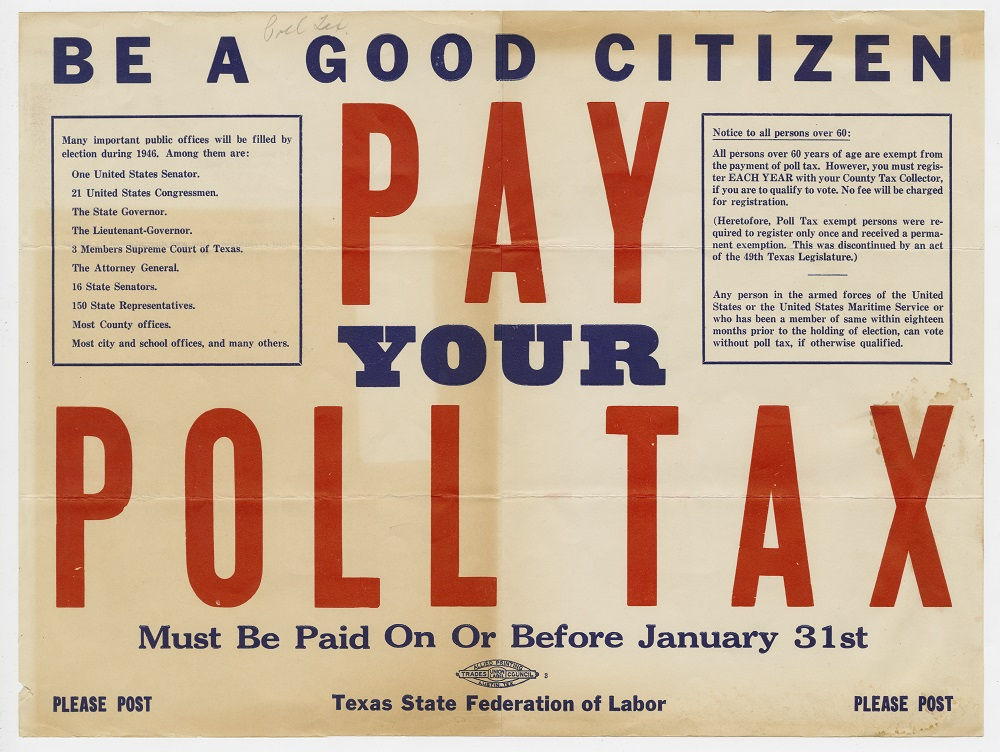 Poll Tax.
BE A GOOD CITIZEN
PAY
YOUR
POLL TAX
Many important public offices will be filled by
election during 1946. Among them are:
One United States Senator.
21 United States Congressmen.
The State Governor.
The Lieutenant-Governor.
3 Members Supreme Court of Texas.
The Attorney General.
16 State Senators.
150 State Representatives.
Most County offices.
Most city and school offices, and many others.
Notice to all persons over 60:
All persons over 60 years of age are exempt from
the payment of poll tax. However, you must regis-
ter EACH YEAR with your County Tax Collector,
if you are to qualify to vote. No fee will be charged
for registration.
(Heretofore, Poll Tax exempt persons were re-
quired to register only once and received a perma-
nent exemption. This was discontinued by an act
of the 49th Texas Legislature.)
Any person in the armed forces of the United
States or the United States Maritime Service or
who has been a member of same within eighteen
months prior to the holding of election, can vote
without poll tax, if otherwise qualified.
Must Be Paid On Or Before January 31st
ALLIED PRINTING
TRADES UNION LABEL COUNCIL 3
AUSTIN, TEX
PLEASE POST
Texas State Federation of Labor
PLEASE POST